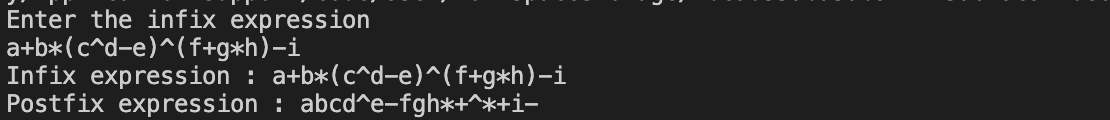 Enter the infix expression
a+b*(c^d-e)^(f+g*h)-i
Infix expression : a+b*(c^d-e)^(f+g*h)-i
Postfix expression : abcd^e-fgh*+^*+i-